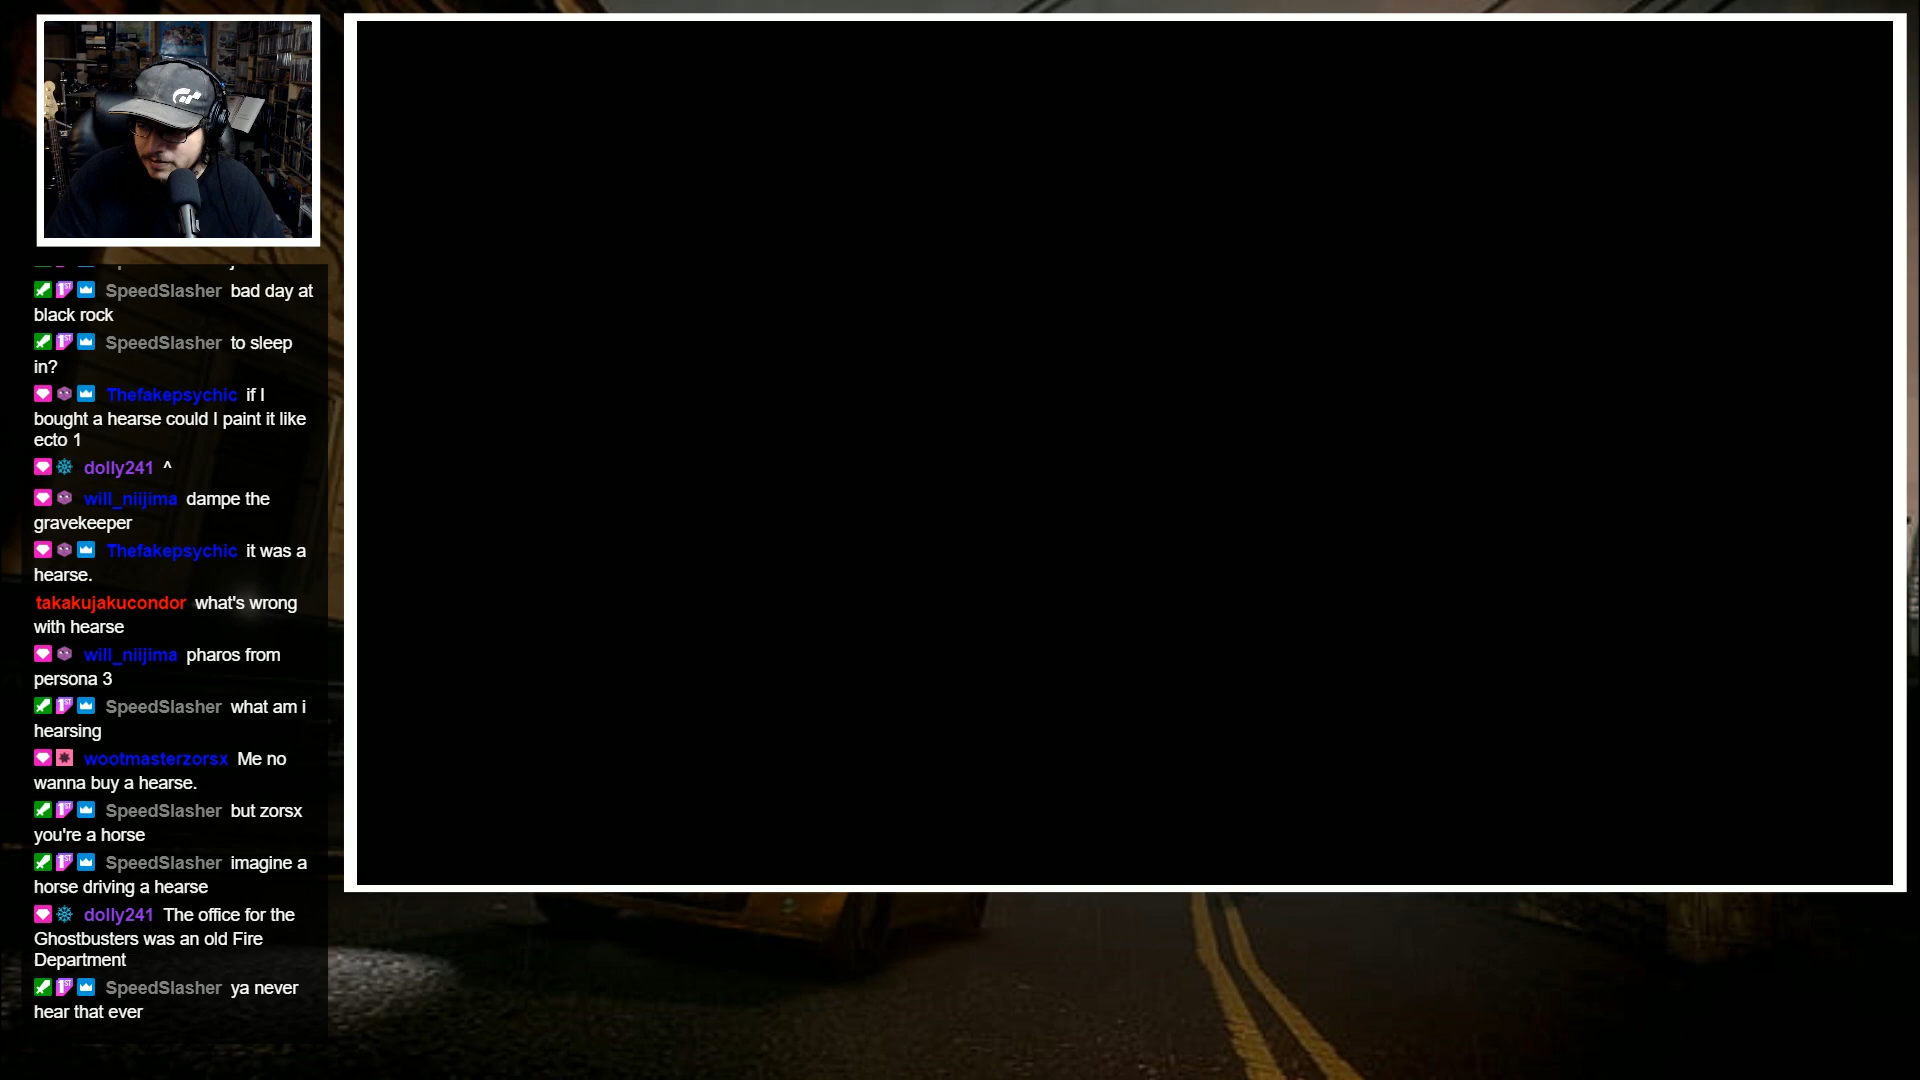 SpeedSlasher bad day at
black rock
SpeedSlasher to sleep
in?
Thefakepsychic if I
bought a hearse could I paint it like
ecto 1
dolly241 ^
will_niijima dampe the
gravekeeper
Thefakepsychic it was a
hearse.
takakujakucondor what's wrong
with hearse
will_niijima pharos from
persona 3
SpeedSlasher what am i
hearsing
wootmasterzorsx Me no
wanna buy a hearse.
SpeedSlasher but zorsx
you're a horse
SpeedSlasher imagine a
horse driving a hearse
dolly241 The office for the
Ghostbusters was an old Fire
Department
SpeedSlasher ya never
hear that ever